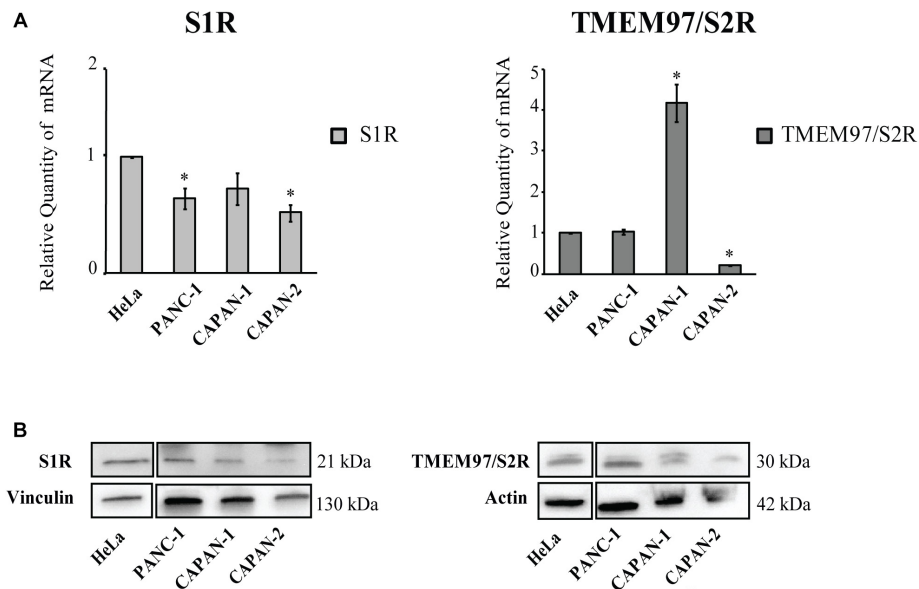 A
S1R
TMEM97/S2R
Relative Quantity of mRNA
2
1
0
*
*
S1R
HeLa
PANC-1
CAPAN-1
CAPAN-2
Relative Quantity of mRNA
5
4
3
2
1
0
*
*
TMEM97/S2R
HeLa
PANC-1
CAPAN-1
CAPAN-2
B
S1R
21 kDa
Vinculin
130 kDa
HeLa
PANC-1
CAPAN-1
CAPAN-2
TMEM97/S2R
30 kDa
Actin
42 kDa
HeLa
PANC-1
CAPAN-1
CAPAN-2